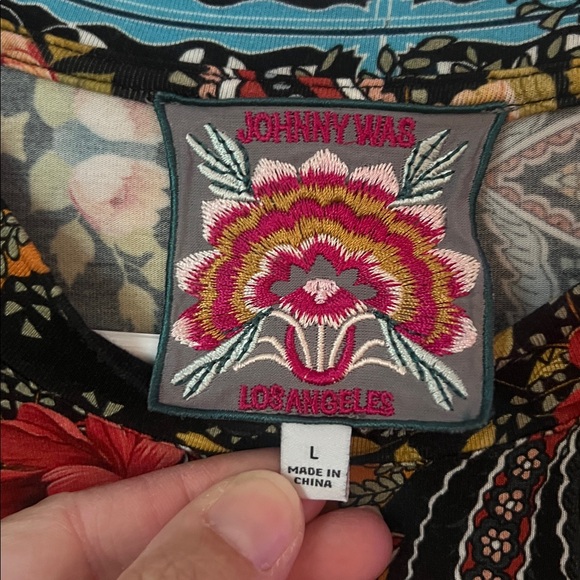 JOHNNY WAS
LOS ANGELES
L
MADE IN
CHINA